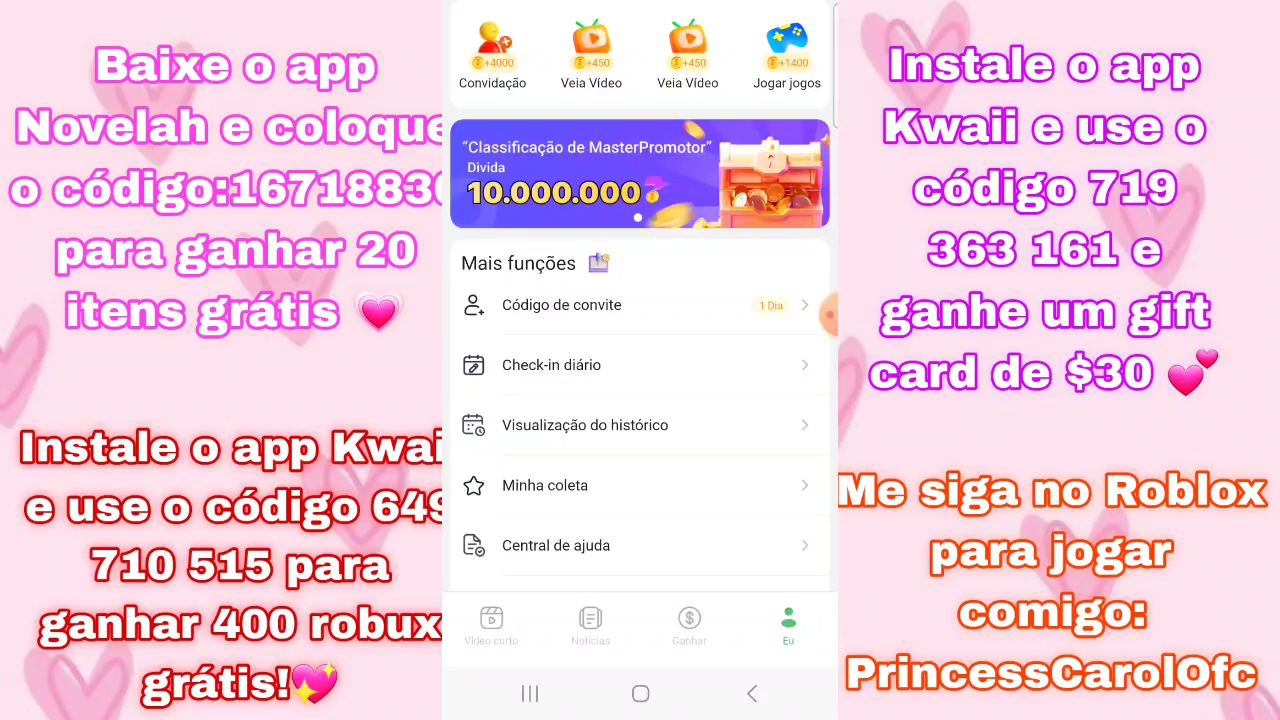 Baixe o app
Novelah e coloque
o código:1671883
para ganhar 20
itens grátis
Instale o app Kwai
e use o código 649
710 515 para
ganhar 400 robux
grátis!
+4000
+450
+450
+1400
Convidação
Veia Vídeo
Veia Vídeo
Jogar jogos
“Classificação de MasterPromotor”
Divida
10.000.000
Mais funções
Código de convite
1 Dia
Check-in diário
Visualização do histórico
Minha coleta
Central de ajuda
Vídeo curto
Notícias
Ganhar
Eu
Instale o app
Kwaii e use o
código 719
363 161 e
ganhe um gift
card de $30
Me siga no Roblox
para jogar
comigo:
PrincessCarolOfc